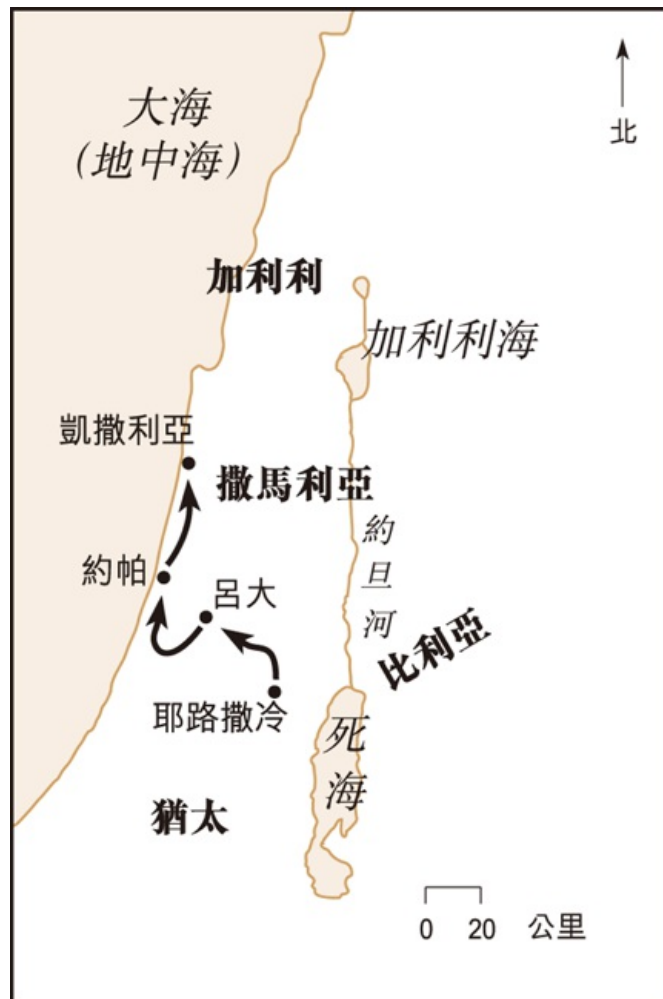 大海
(地中海)
北
加利利
加利利海
凱撒利亞
撒馬利亞
約旦河
約帕
呂大
比利亞
耶路撒冷
死海
猶太
0 20 公里